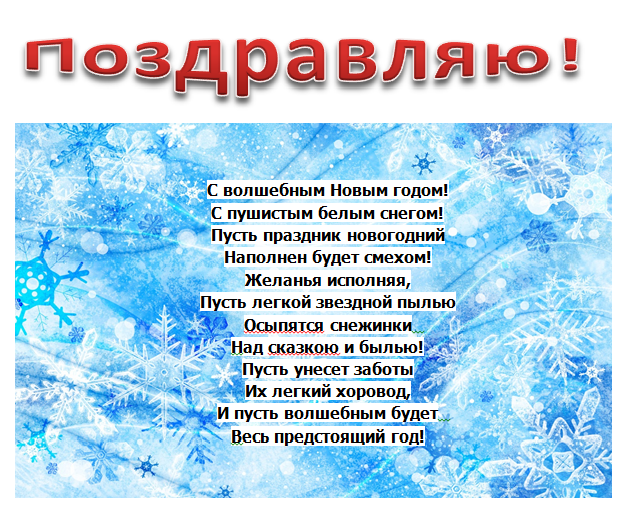 Поздравляю!
С волшебным Новым годом!
С пушистым белым снегом!
Пусть праздник новогодний
Наполнен будет смехом!
Желанья исполняя,
Пусть легкой звездной пылью
Осыпятся снежинки
Над сказкою и былью!
Пусть унесет заботы
Их легкий хоровод,
И пусть волшебным будет
Весь предстоящий год!